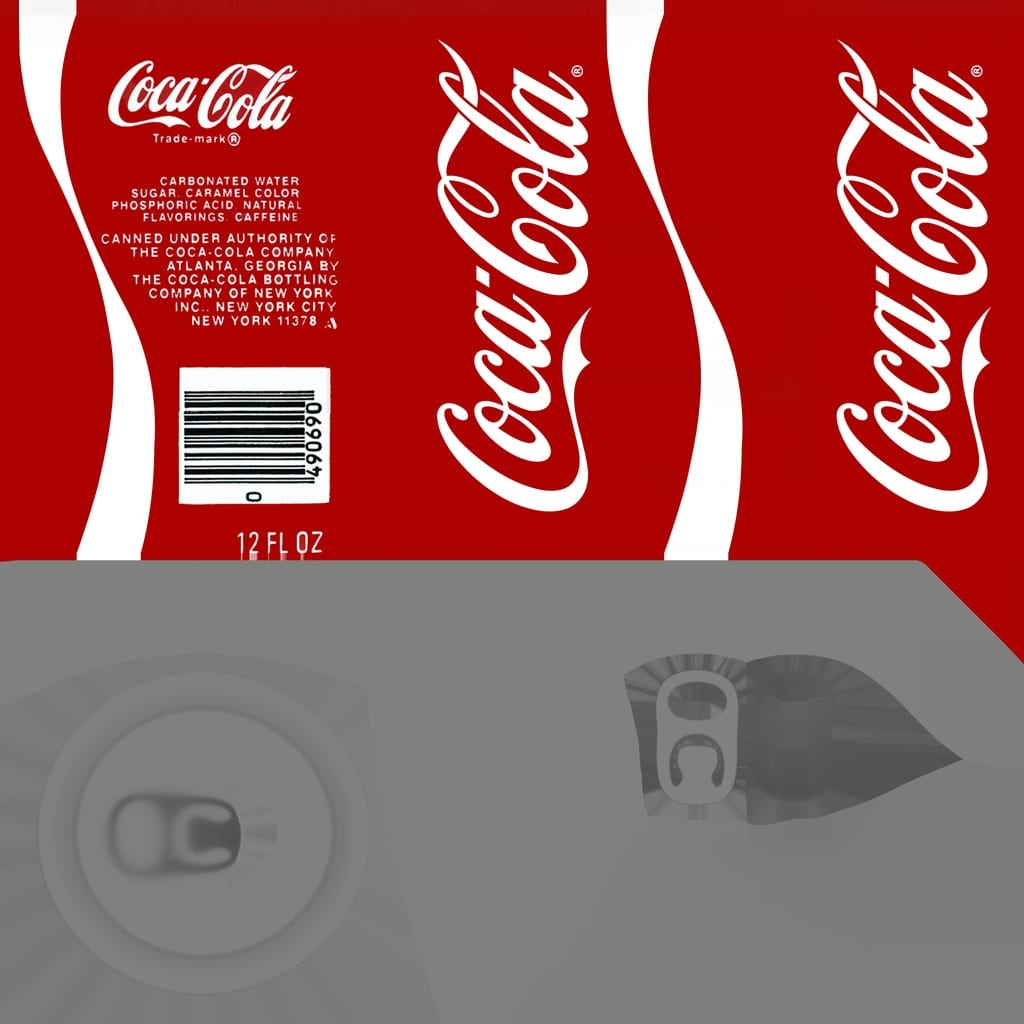 Coca-Cola
Trade-mark®
CARBONATED WATER
SUGAR. CARAMEL COLOR
PHOSPHORIC ACID. NATURAL
FLAVORINGS. CAFFEINE
CANNED UNDER AUTHORITY OF
THE COCA-COLA COMPANY
ATLANTA, GEORGIA BY
THE COCA-COLA BOTTLING
COMPANY OF NEW YORK
INC., NEW YORK CITY
NEW YORK 11378
0
490690
12 FL OZ
Coca-Cola®
Coca-Cola®